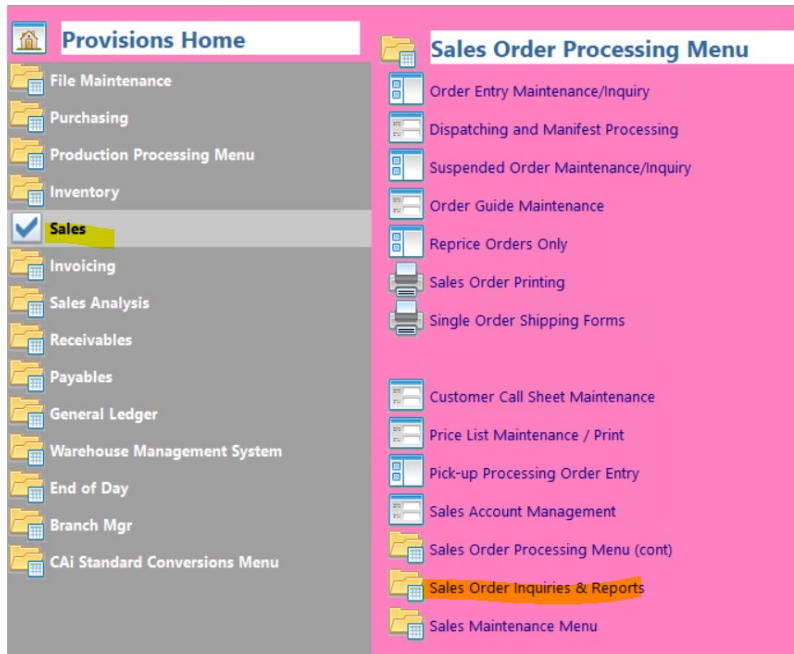 Provisions Home
File Maintenance
Purchasing
Production Processing Menu
Inventory
Sales
Invoicing
Sales Analysis
Receivables
Payables
General Ledger
Warehouse Management System
End of Day
Branch Mgr
CAi Standard Conversions Menu
Sales Order Processing Menu
Order Entry Maintenance/Inquiry
Dispatching and Manifest Processing
Suspended Order Maintenance/Inquiry
Order Guide Maintenance
Reprice Orders Only
Sales Order Printing
Single Order Shipping Forms
Customer Call Sheet Maintenance
Price List Maintenance / Print
Pick-up Processing Order Entry
Sales Account Management
Sales Order Processing Menu (cont)
Sales Order Inquiries & Reports
Sales Maintenance Menu